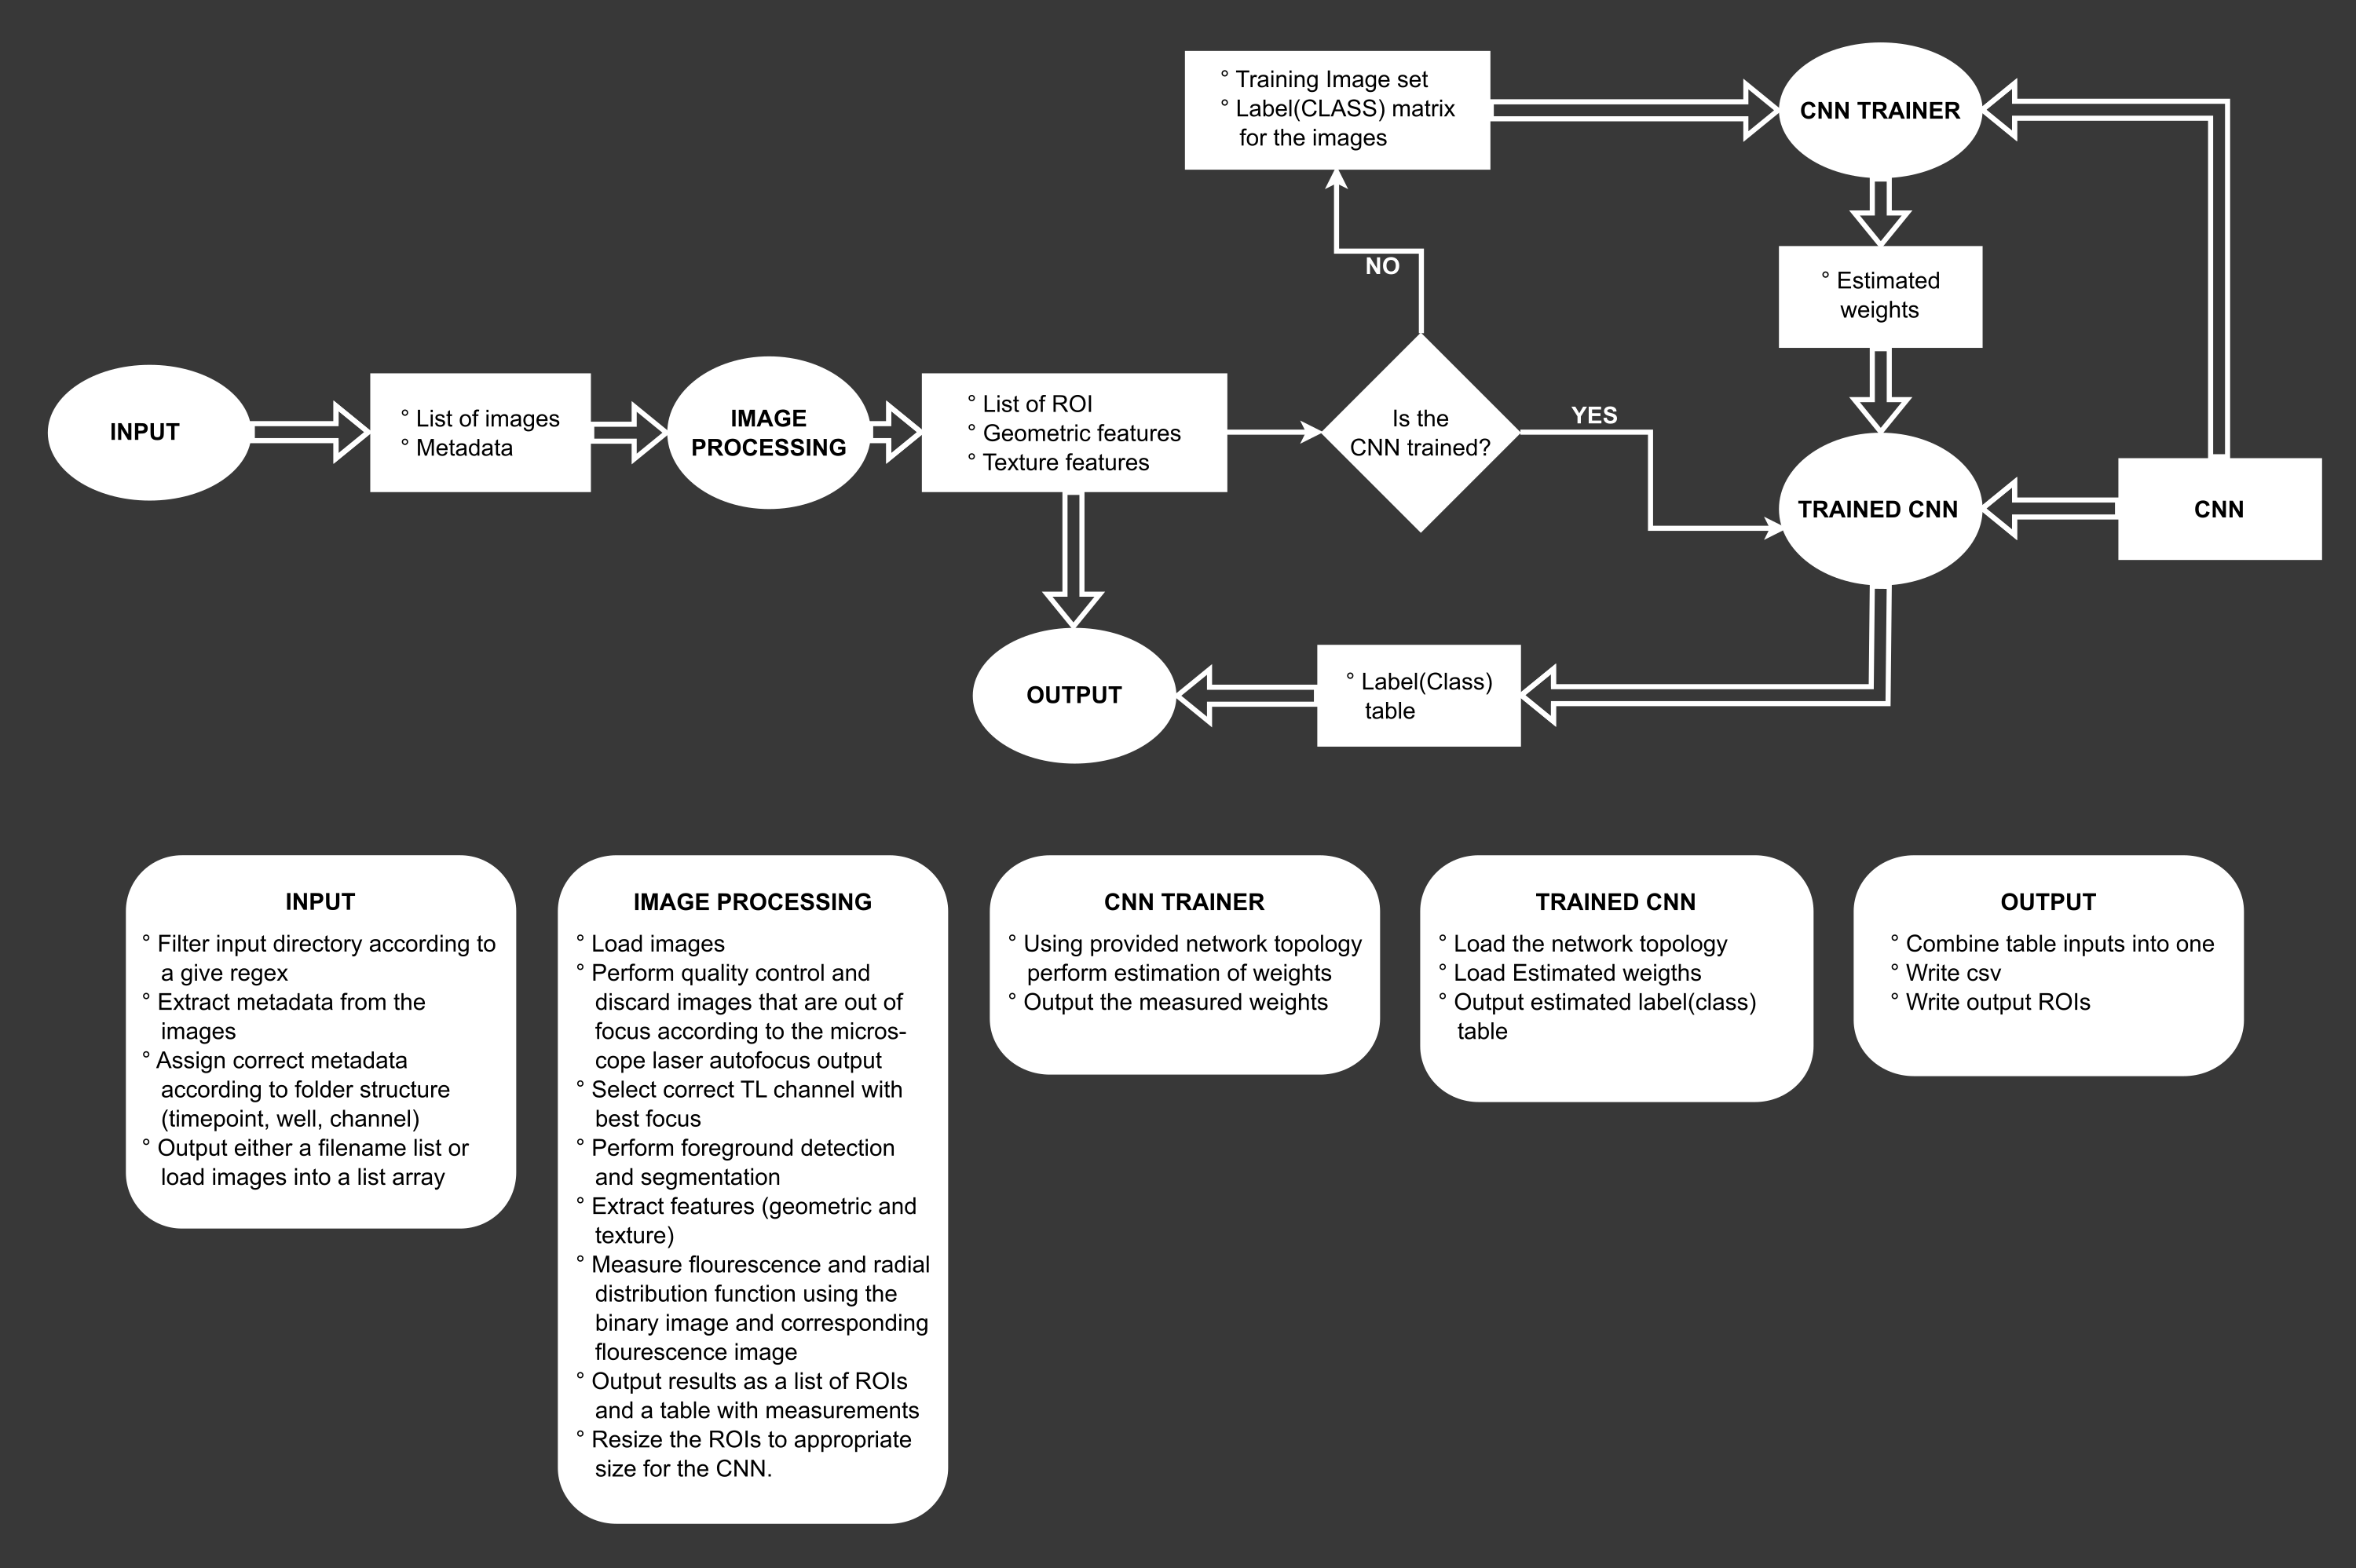 ° Training Image set
° Label(CLASS) matrix
for the images
CNN TRAINER
NO
° Estimated
weights
INPUT
° List of images
° Metadata
IMAGE
PROCESSING
° List of ROI
° Geometric features
° Texture features
Is the
CNN trained?
YES
TRAINED CNN
CNN
OUTPUT
° Label(Class)
table
INPUT
° Filter input directory according to
a give regex
° Extract metadata from the
images
° Assign correct metadata
according to folder structure
(timepoint, well, channel)
° Output either a filename list or
load images into a list array
IMAGE PROCESSING
° Load images
° Perform quality control and
discard images that are out of
focus according to the micros-
cope laser autofocus output
° Select correct TL channel with
best focus
° Perform foreground detection
and segmentation
° Extract features (geometric and
texture)
° Measure flourescence and radial
distribution function using the
binary image and corresponding
flourescence image
° Output results as a list of ROIs
and a table with measurements
° Resize the ROIs to appropriate
size for the CNN.
CNN TRAINER
° Using provided network topology
perform estimation of weights
° Output the measured weights
TRAINED CNN
° Load the network topology
° Load Estimated weigths
° Output estimated label(class)
table
OUTPUT
° Combine table inputs into one
° Write csv
° Write output ROIs